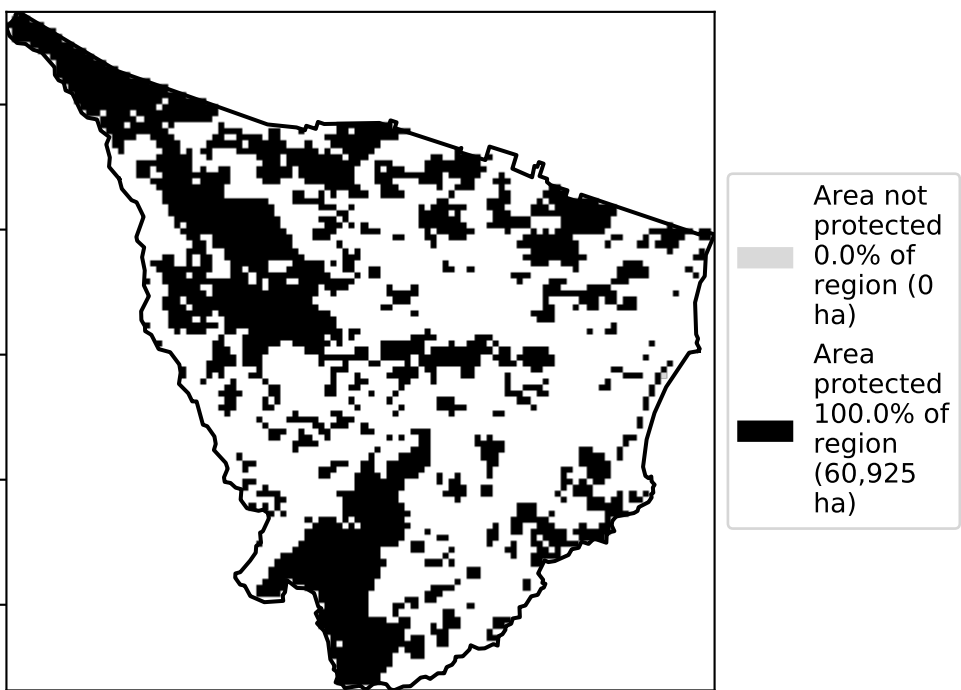 Area not
protected
0.0% of
region (0
ha)
Area
protected
100.0% of
region
(60,925
ha)